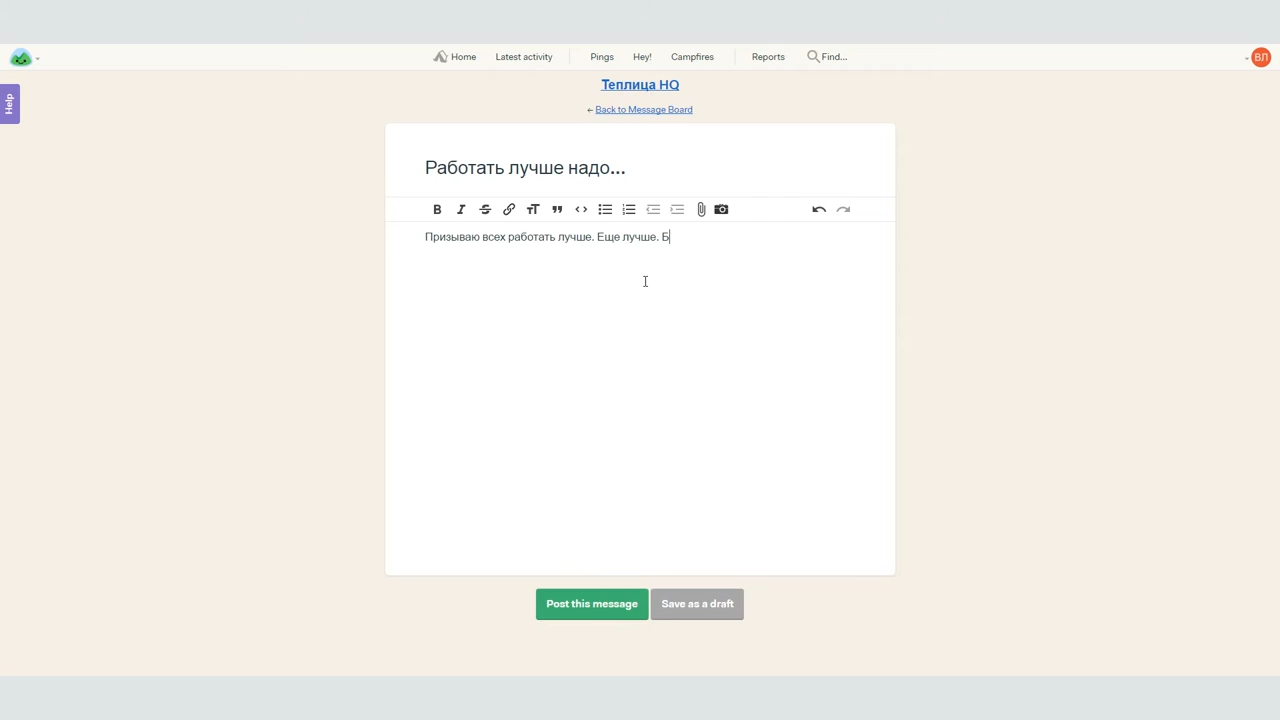 Home Latest activity Pings Hey! Campfires Reports Find... ВЛ
Help
Теплица HQ
← Back to Message Board
Работать лучше надо...
B I S
Призываю всех работать лучше. Еще лучше. Б
Post this message Save as a draft